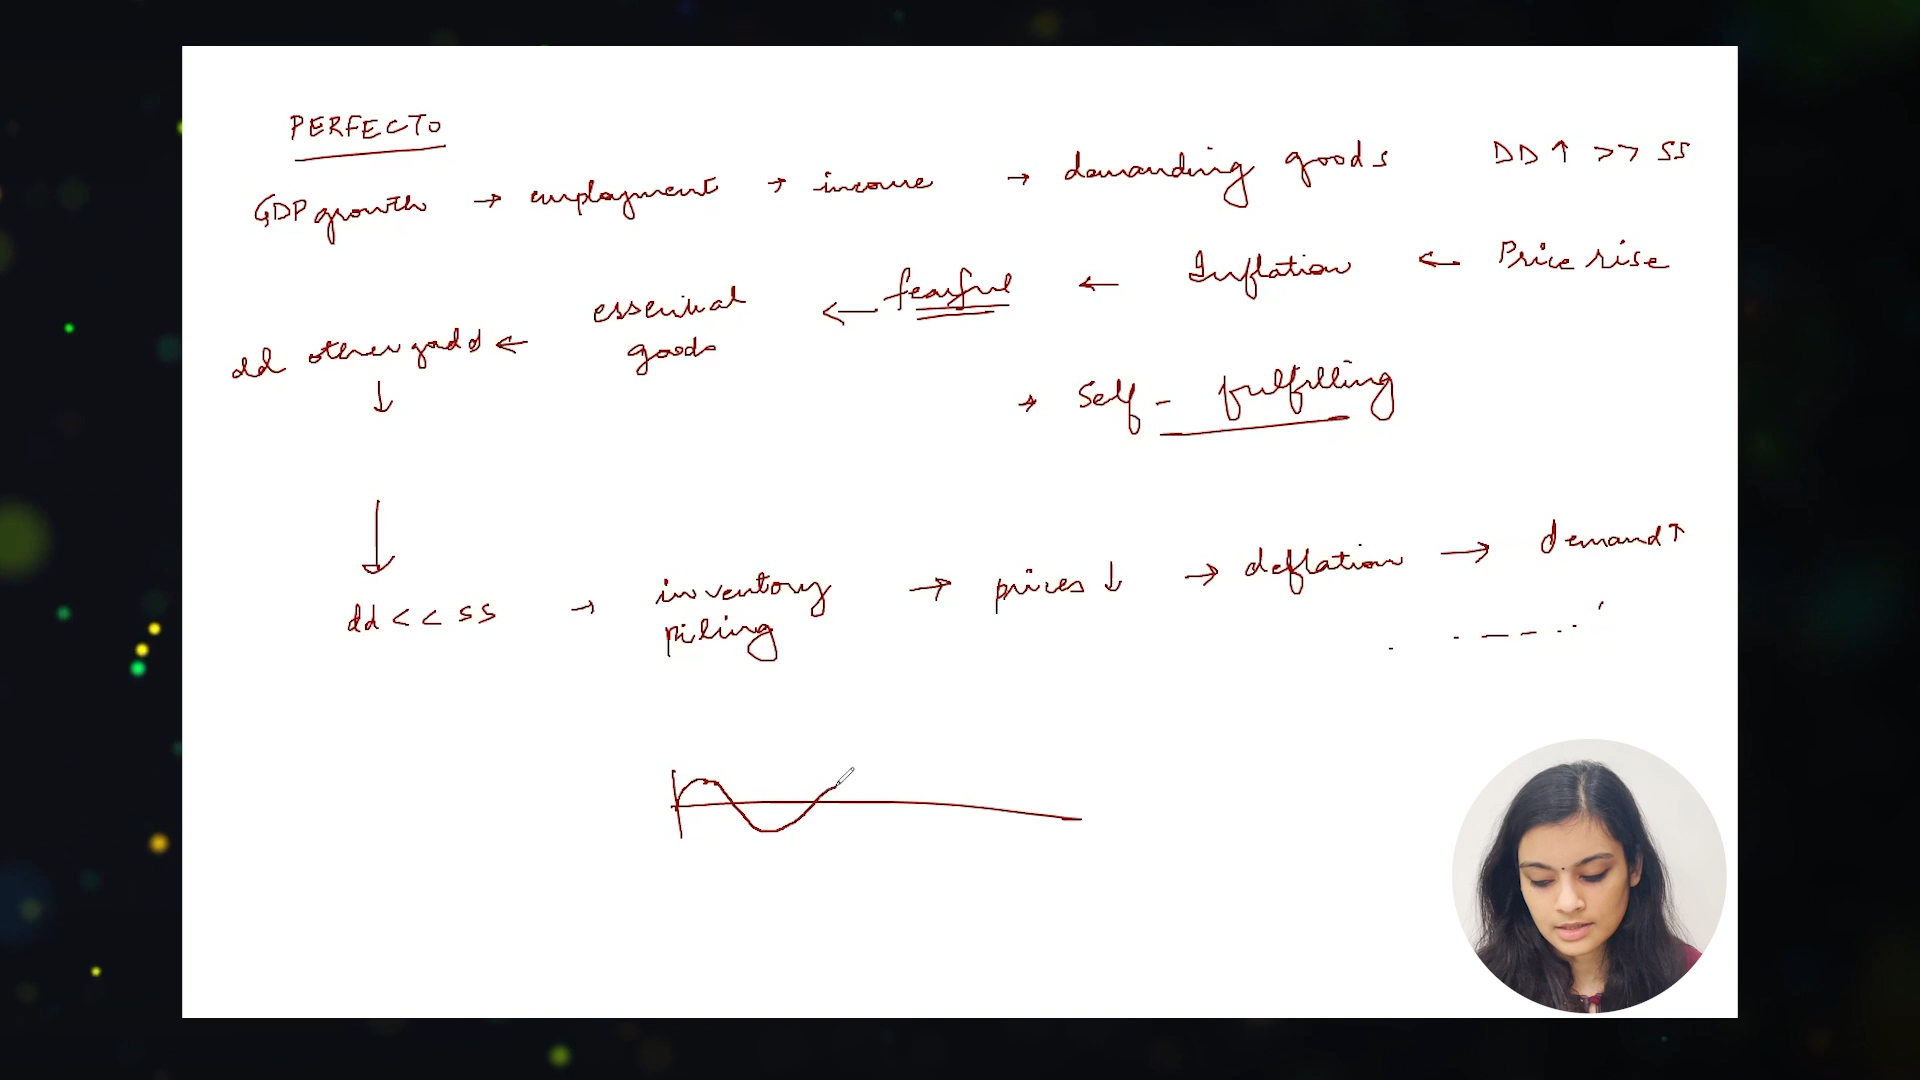 PERFECTO
GDP growth → employment → income → demanding goods DD ↑ >> SS
dd other goods ← essential goods ← fearful ← Inflation ← Price rise
↓
→ Self - fulfilling
↓
dd << SS → inventory piling → prices ↓ → deflation → demand ↑